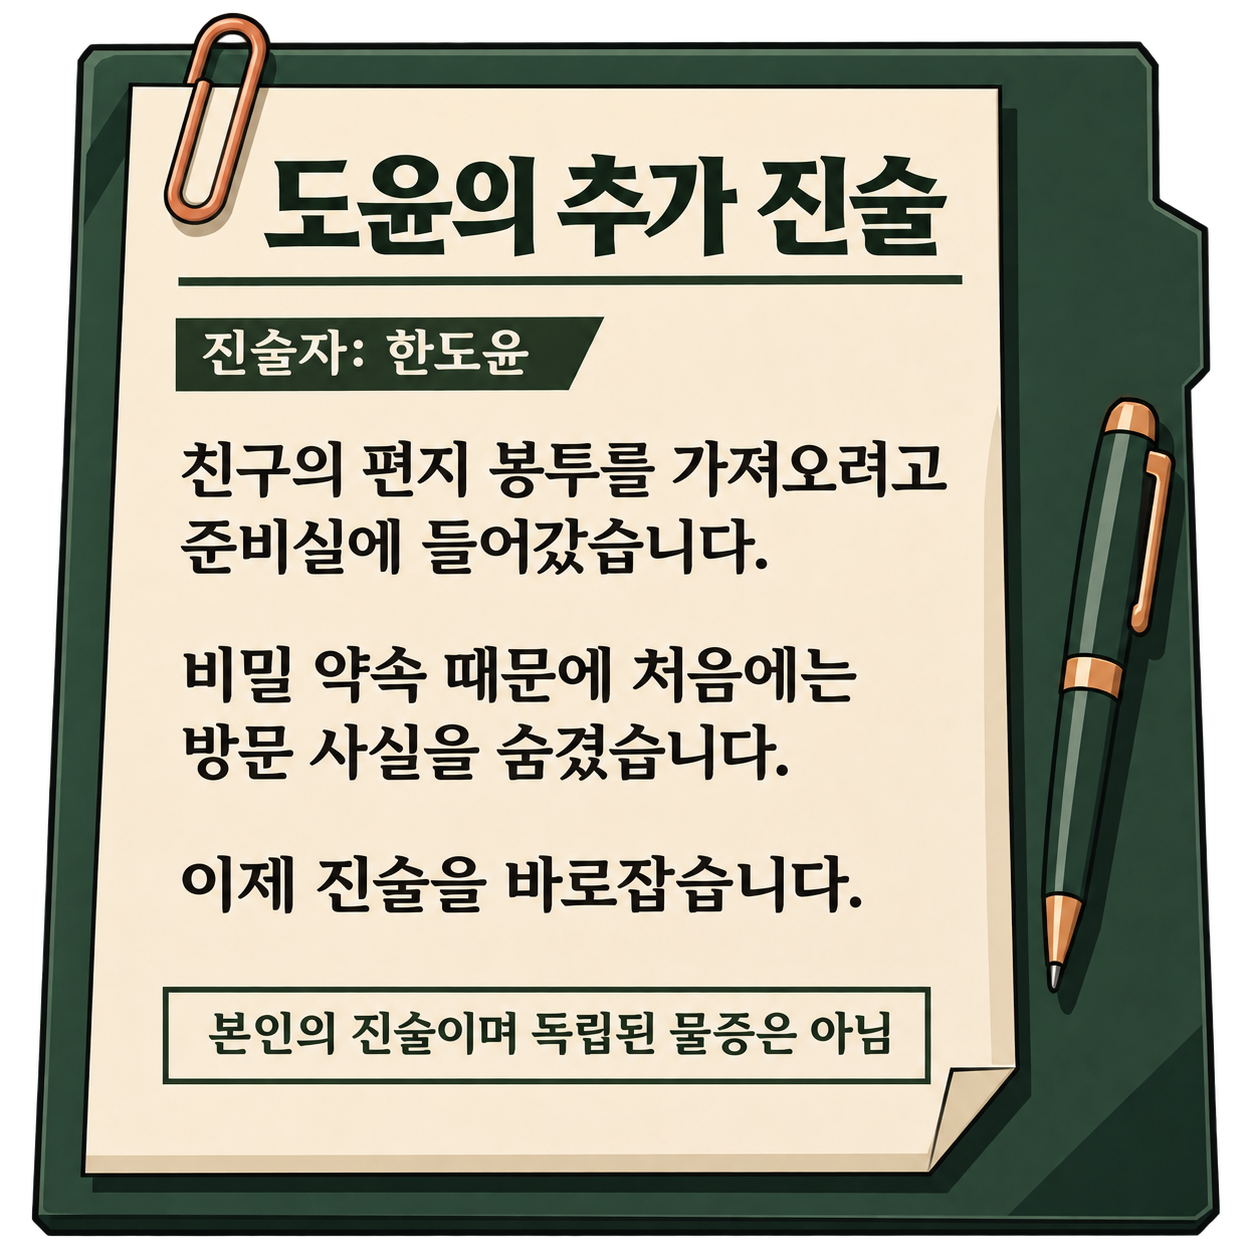 도윤의 추가 진술
진술자: 한도윤
친구의 편지 봉투를 가져오려고
준비실에 들어갔습니다.
비밀 약속 때문에 처음에는
방문 사실을 숨겼습니다.
이제 진술을 바로잡습니다.
본인의 진술이며 독립된 물증은 아님